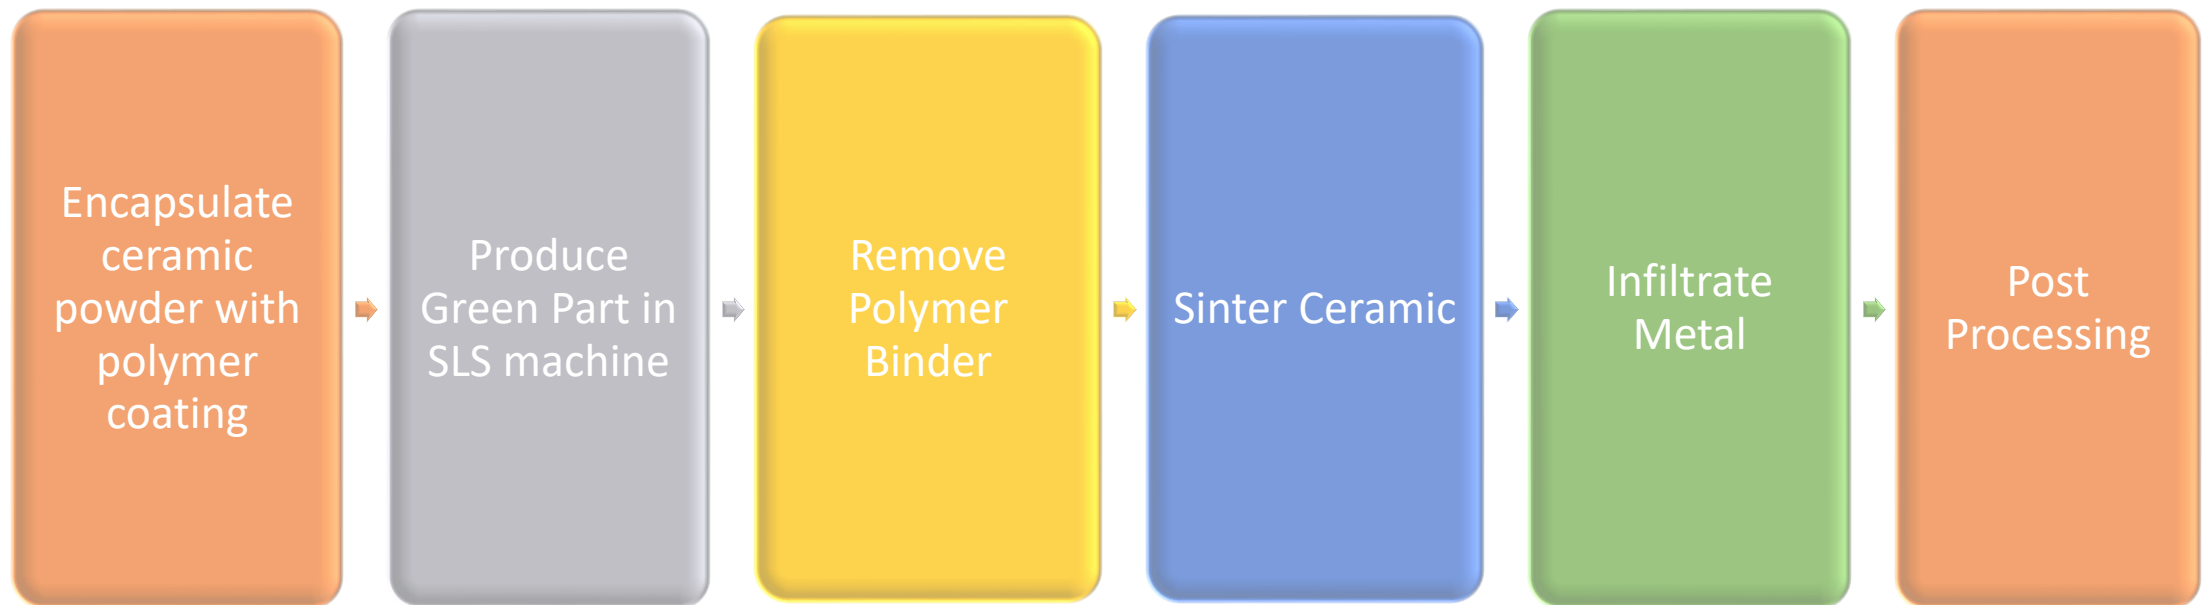 Encapsulate
ceramic
powder with
polymer
coating
Produce
Green Part in
SLS machine
Remove
Polymer
Binder
Sinter Ceramic
Infiltrate
Metal
Post
Processing